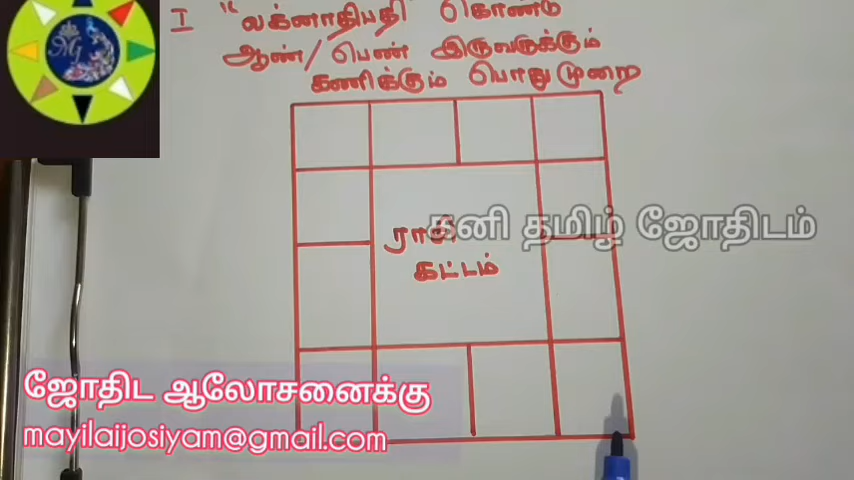 I "லக்னாதிபதி" கொண்டு
ஆண்/பெண் இருவருக்கும்
கணிக்கும் பொதுமுறை
ராசி
கட்டம்
கனி தமிழ் ஜோதிடம்
ஜோதிட ஆலோசனைக்கு
mayilaijosiyam@gmail.com